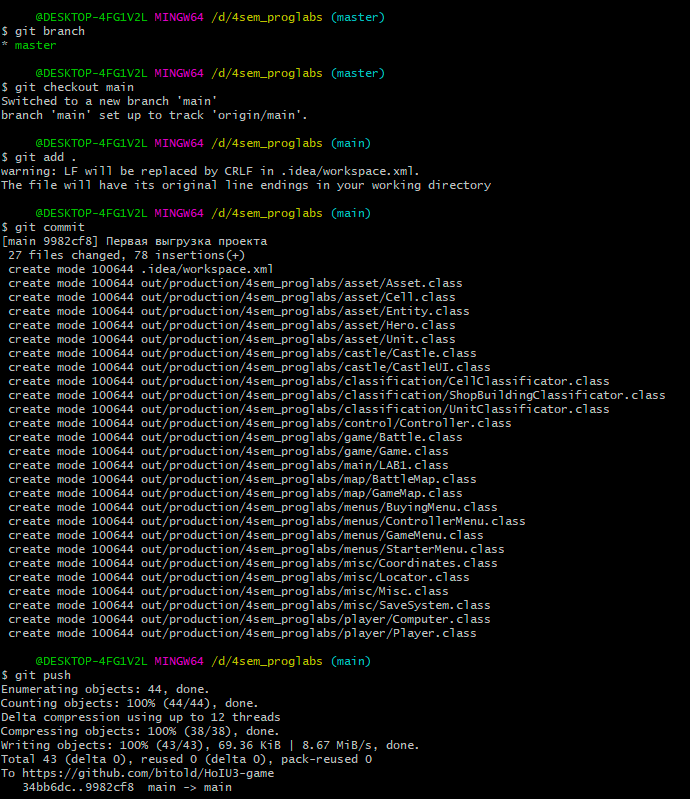 @DESKTOP-4FG1V2L MINGW64 /d/4sem_proglabs (master)
$ git branch
* master
@DESKTOP-4FG1V2L MINGW64 /d/4sem_proglabs (master)
$ git checkout main
Switched to a new branch 'main'
branch 'main' set up to track 'origin/main'.
@DESKTOP-4FG1V2L MINGW64 /d/4sem_proglabs (main)
$ git add .
warning: LF will be replaced by CRLF in .idea/workspace.xml.
The file will have its original line endings in your working directory
@DESKTOP-4FG1V2L MINGW64 /d/4sem_proglabs (main)
$ git commit
[main 9982cf8] Первая выгрузка проекта
27 files changed, 78 insertions(+)
create mode 100644 .idea/workspace.xml
create mode 100644 out/production/4sem_proglabs/asset/Asset.class
create mode 100644 out/production/4sem_proglabs/asset/Cell.class
create mode 100644 out/production/4sem_proglabs/asset/Entity.class
create mode 100644 out/production/4sem_proglabs/asset/Hero.class
create mode 100644 out/production/4sem_proglabs/asset/Unit.class
create mode 100644 out/production/4sem_proglabs/castle/Castle.class
create mode 100644 out/production/4sem_proglabs/castle/CastleUI.class
create mode 100644 out/production/4sem_proglabs/classification/CellClassificator.class
create mode 100644 out/production/4sem_proglabs/classification/ShopBuildingClassificator.class
create mode 100644 out/production/4sem_proglabs/classification/UnitClassificator.class
create mode 100644 out/production/4sem_proglabs/control/Controller.class
create mode 100644 out/production/4sem_proglabs/game/Battle.class
create mode 100644 out/production/4sem_proglabs/game/Game.class
create mode 100644 out/production/4sem_proglabs/main/LAB1.class
create mode 100644 out/production/4sem_proglabs/map/BattleMap.class
create mode 100644 out/production/4sem_proglabs/map/GameMap.class
create mode 100644 out/production/4sem_proglabs/menus/BuyingMenu.class
create mode 100644 out/production/4sem_proglabs/menus/ControllerMenu.class
create mode 100644 out/production/4sem_proglabs/menus/GameMenu.class
create mode 100644 out/production/4sem_proglabs/menus/StarterMenu.class
create mode 100644 out/production/4sem_proglabs/misc/Coordinates.class
create mode 100644 out/production/4sem_proglabs/misc/Locator.class
create mode 100644 out/production/4sem_proglabs/misc/Misc.class
create mode 100644 out/production/4sem_proglabs/misc/SaveSystem.class
create mode 100644 out/production/4sem_proglabs/player/Computer.class
create mode 100644 out/production/4sem_proglabs/player/Player.class
@DESKTOP-4FG1V2L MINGW64 /d/4sem_proglabs (main)
$ git push
Enumerating objects: 44, done.
Counting objects: 100% (44/44), done.
Delta compression using up to 12 threads
Compressing objects: 100% (38/38), done.
Writing objects: 100% (43/43), 69.36 KiB | 8.67 MiB/s, done.
Total 43 (delta 0), reused 0 (delta 0), pack-reused 0
To https://github.com/bitold/HoIU3-game
34bb6dc..9982cf8  main -> main